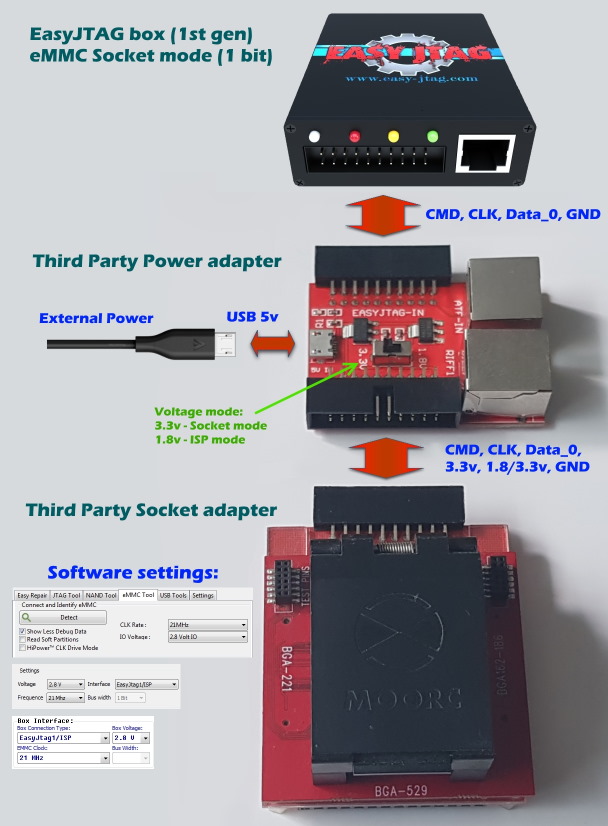 EasyJTAG box (1st gen)
eMMC Socket mode (1 bit)
EASY JTAG
www.easy-jtag.com
CMD, CLK, Data_0, GND
Third Party Power adapter
External Power
USB 5v
EASYJTAG-IN
ATF-IN
RIFF1
3.3V
1.8V
Voltage mode:
3.3v - Socket mode
1.8v - ISP mode
CMD, CLK, Data_0,
3.3v, 1.8/3.3v, GND
Third Party Socket adapter
Software settings:
Easy Repair JTAG Tool NAND Tool eMMC Tool USB Tools Settings
Connect and Identify eMMC
Detect
Show Less Debug Data
Read Soft Partitions
HiPower™ CLK Drive Mode
CLK Rate: 21MHz
IO Voltage: 2.8 Volt IO
Settings
Voltage 2.8 V Interface EasyJtag1/ISP
Frequence 21 Mhz Bus width 1 Bit
Box Interface:
Box Connection Type: Box Voltage:
EasyJtag1/ISP 2.8 V
EMMC Clock: Bus Width:
21 MHz
TEST PINS
BGA-221
BGA152-186
MOORG
BGA-529